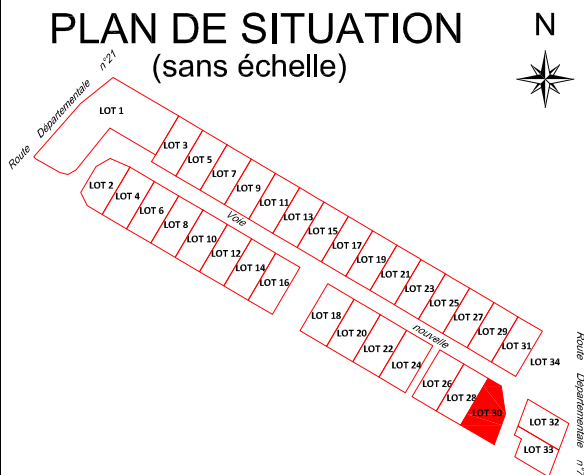 PLAN DE SITUATION
(sans échelle)
N
Route Départementale n°21
LOT 1
LOT 3
LOT 5
LOT 7
LOT 9
LOT 11
LOT 13
LOT 15
LOT 17
LOT 19
LOT 21
LOT 23
LOT 25
LOT 27
LOT 29
LOT 31
LOT 34
Voie nouvelle
LOT 2
LOT 4
LOT 6
LOT 8
LOT 10
LOT 12
LOT 14
LOT 16
LOT 18
LOT 20
LOT 22
LOT 24
LOT 26
LOT 28
LOT 30
LOT 32
LOT 33
Route Départementale